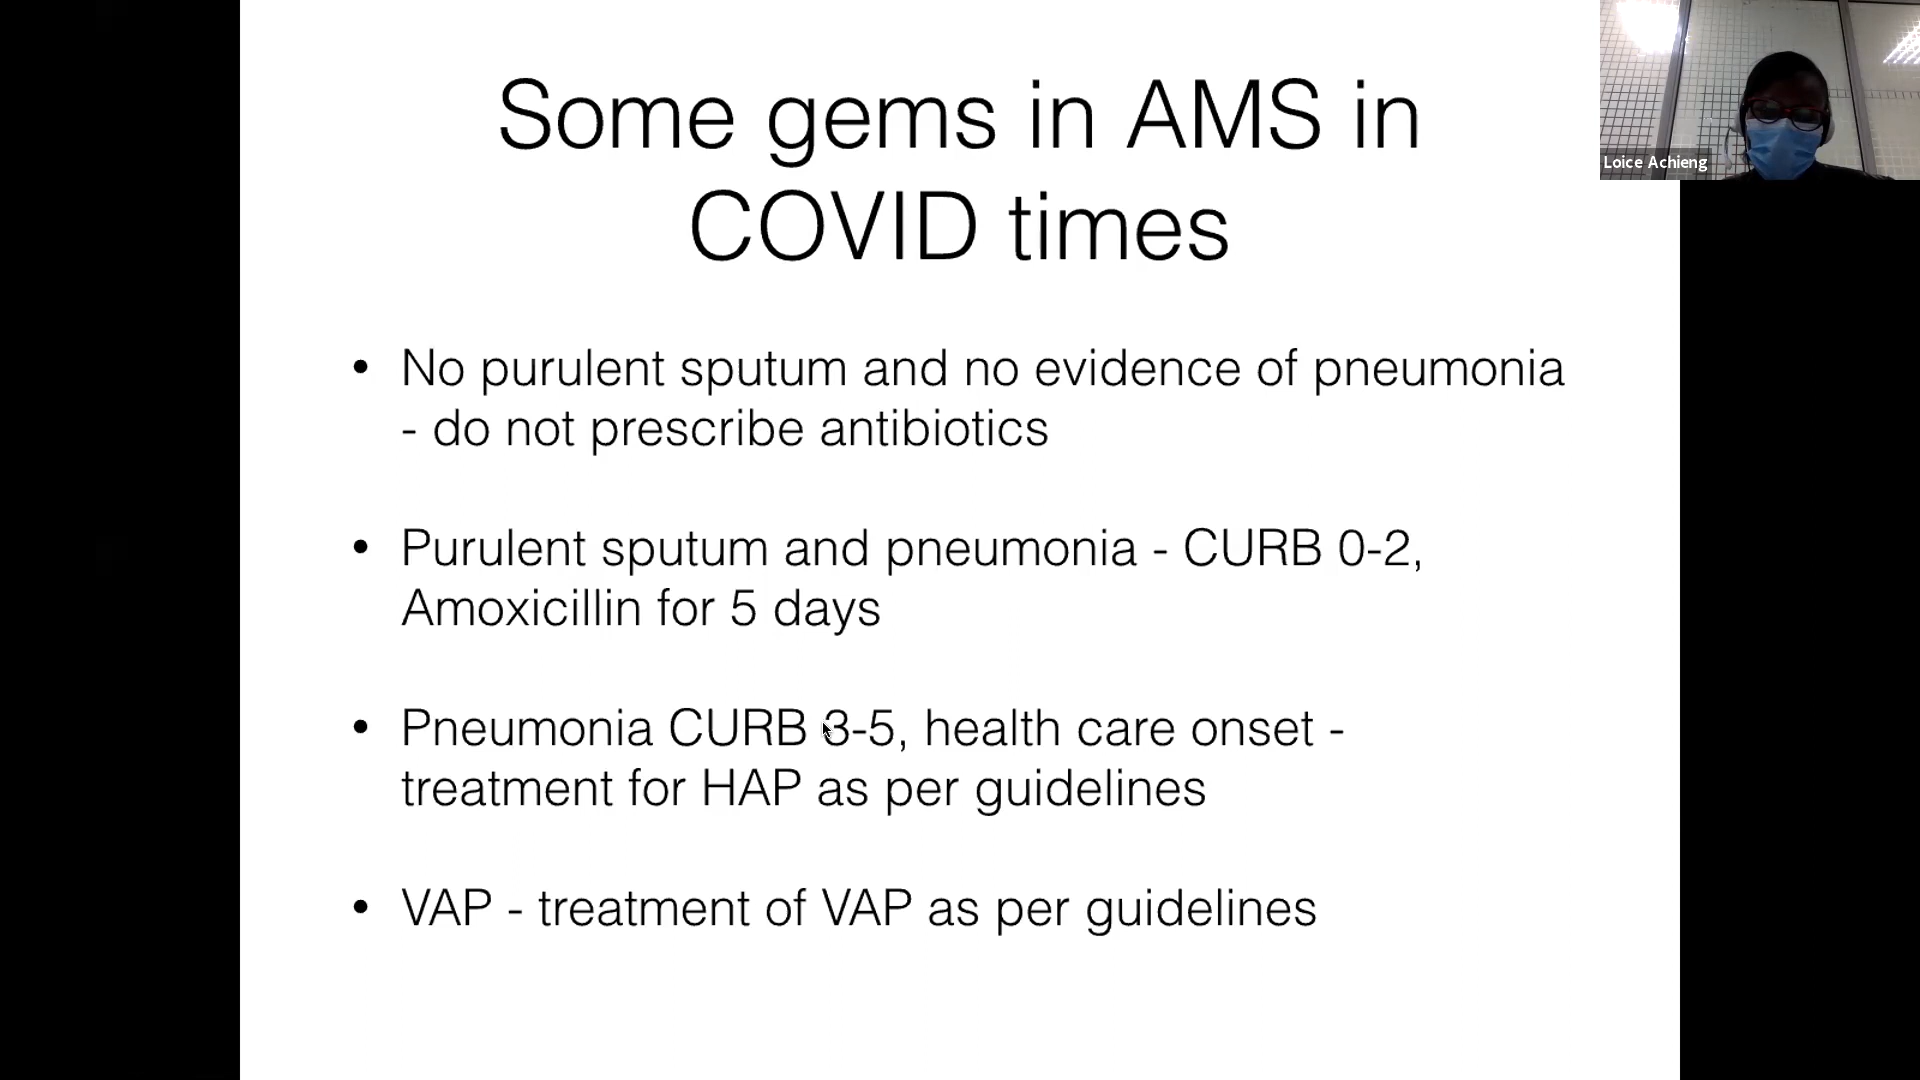 Some gems in AMS in
COVID times
• No purulent sputum and no evidence of pneumonia
- do not prescribe antibiotics
• Purulent sputum and pneumonia - CURB 0-2,
Amoxicillin for 5 days
• Pneumonia CURB 3-5, health care onset -
treatment for HAP as per guidelines
• VAP - treatment of VAP as per guidelines
Loice Achieng